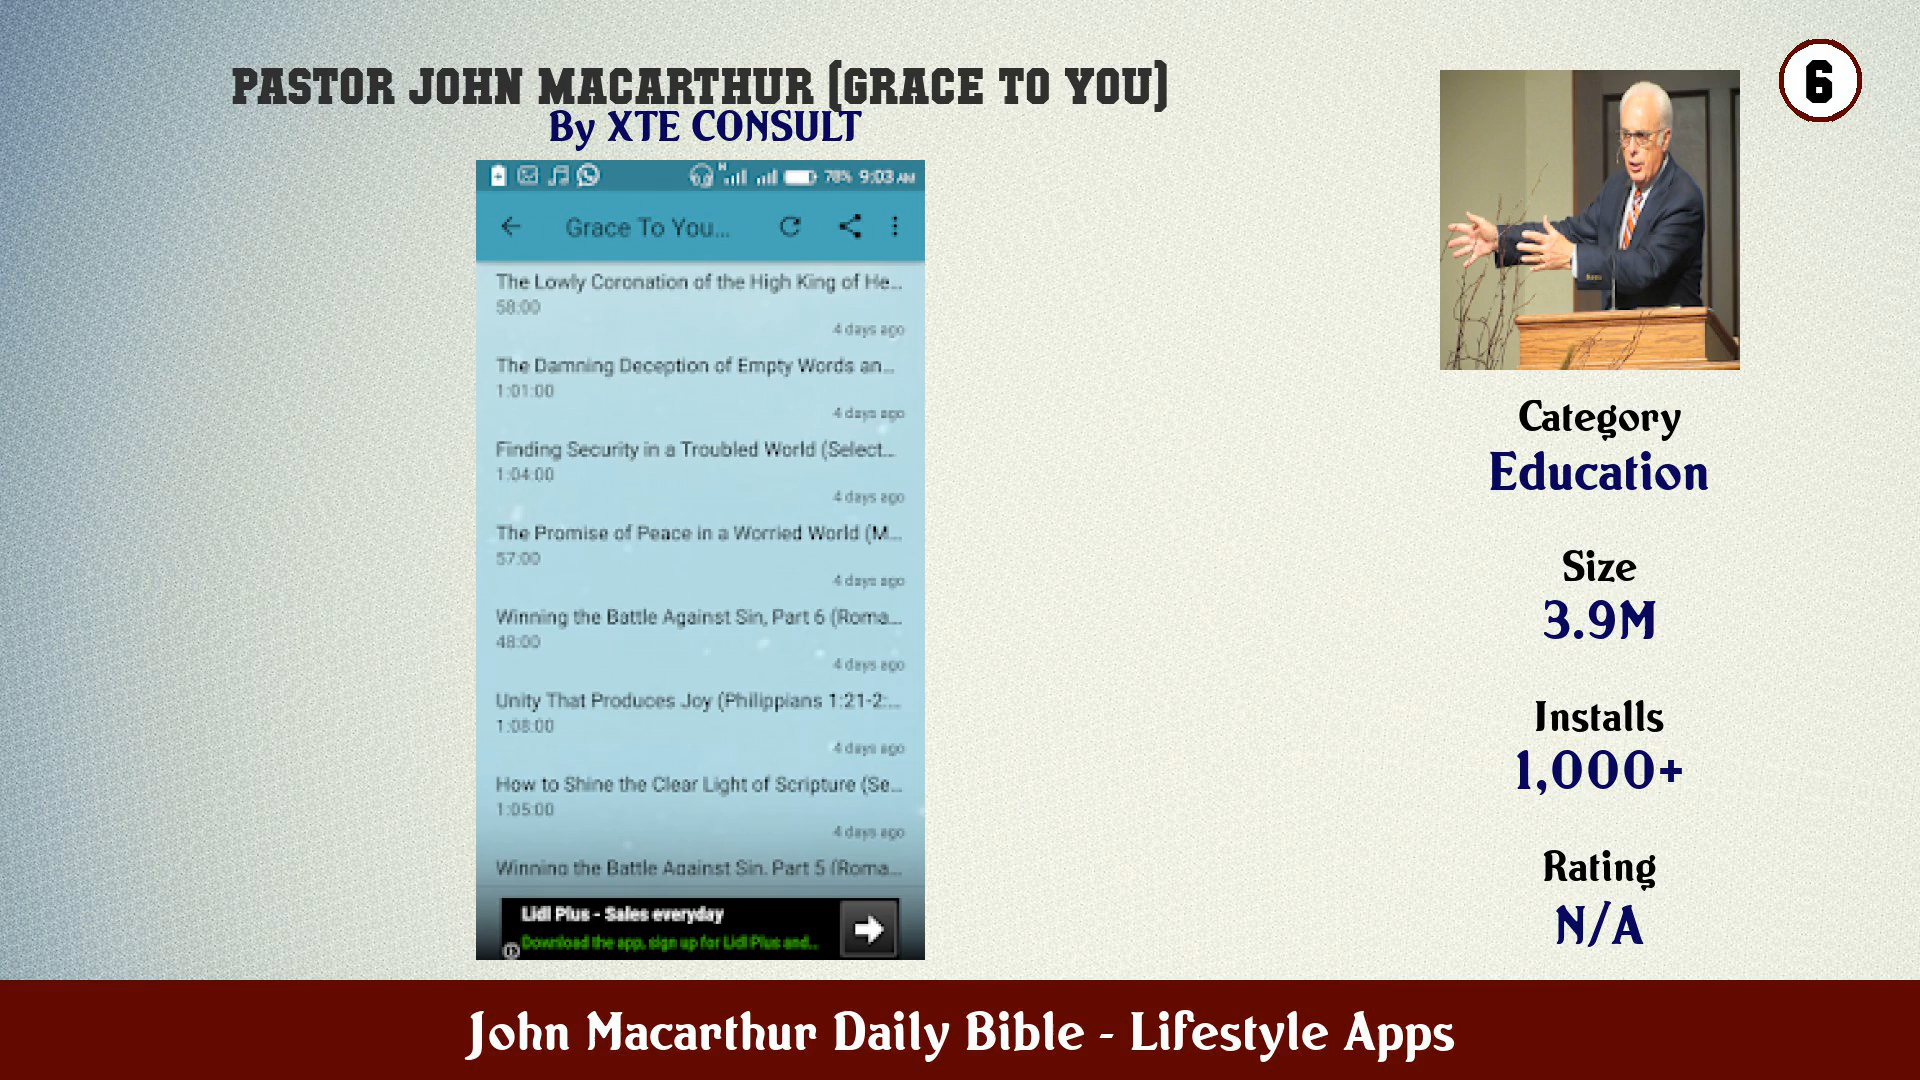 PASTOR JOHN MACARTHUR (GRACE TO YOU)
By XTE CONSULT
6
78% 9:03 AM
Grace To You...
The Lowly Coronation of the High King of He...
58:00
4 days ago
The Damning Deception of Empty Words an...
1:01:00
4 days ago
Finding Security in a Troubled World (Select...
1:04:00
4 days ago
The Promise of Peace in a Worried World (M...
57:00
4 days ago
Winning the Battle Against Sin, Part 6 (Roma...
48:00
4 days ago
Unity That Produces Joy (Philippians 1:21-2:...
1:08:00
4 days ago
How to Shine the Clear Light of Scripture (Se...
1:05:00
4 days ago
Winning the Battle Against Sin. Part 5 (Roma...
Lidl Plus - Sales everyday
Download the app, sign up for Lidl Plus and...
Category
Education
Size
3.9M
Installs
1,000+
Rating
N/A
John Macarthur Daily Bible - Lifestyle Apps